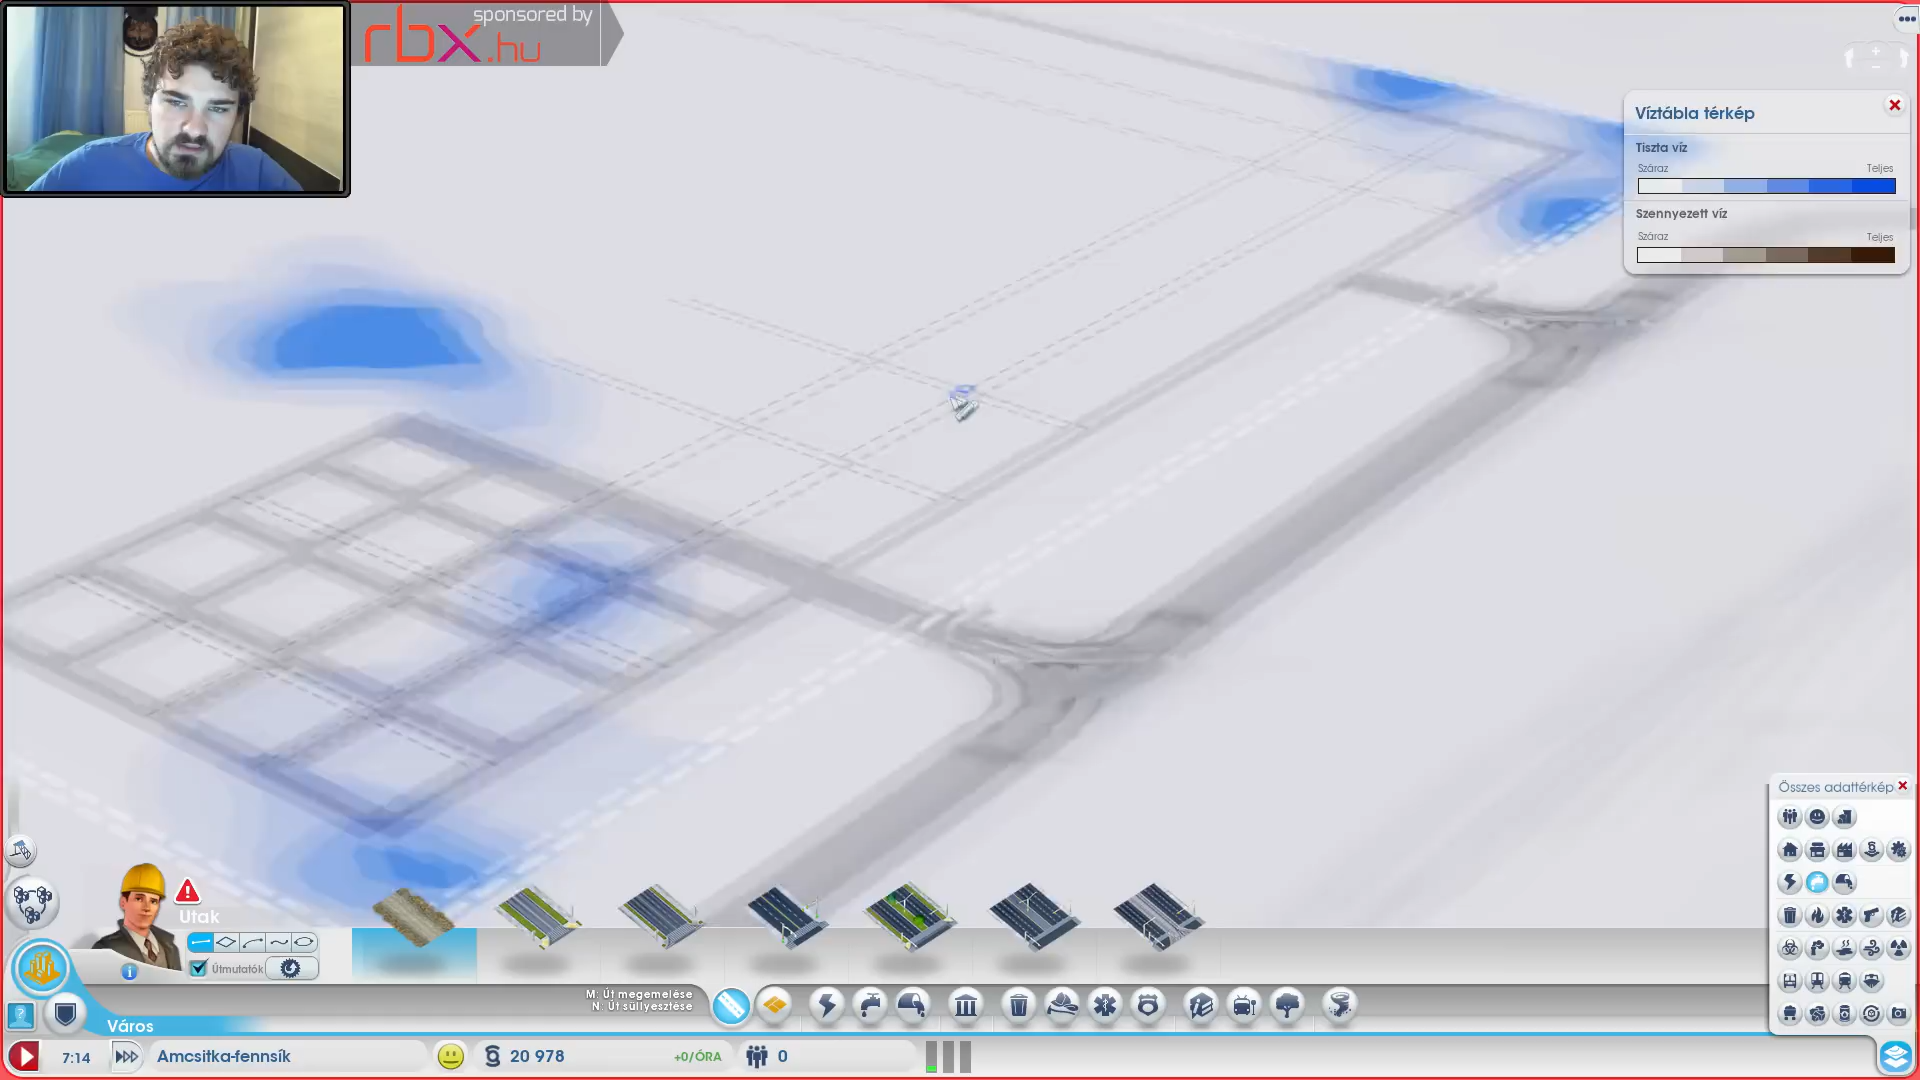 sponsored by
rbx.hu
Víztábla térkép
Tiszta víz
Száraz
Teljes
Szennyezett víz
Száraz
Teljes
Összes adattérkép
Utak
Útmutatók
M: Út megemelése
N: Út süllyesztése
Város
7:14
Amcsitka-fennsík
20 978
+0/ÓRA
0